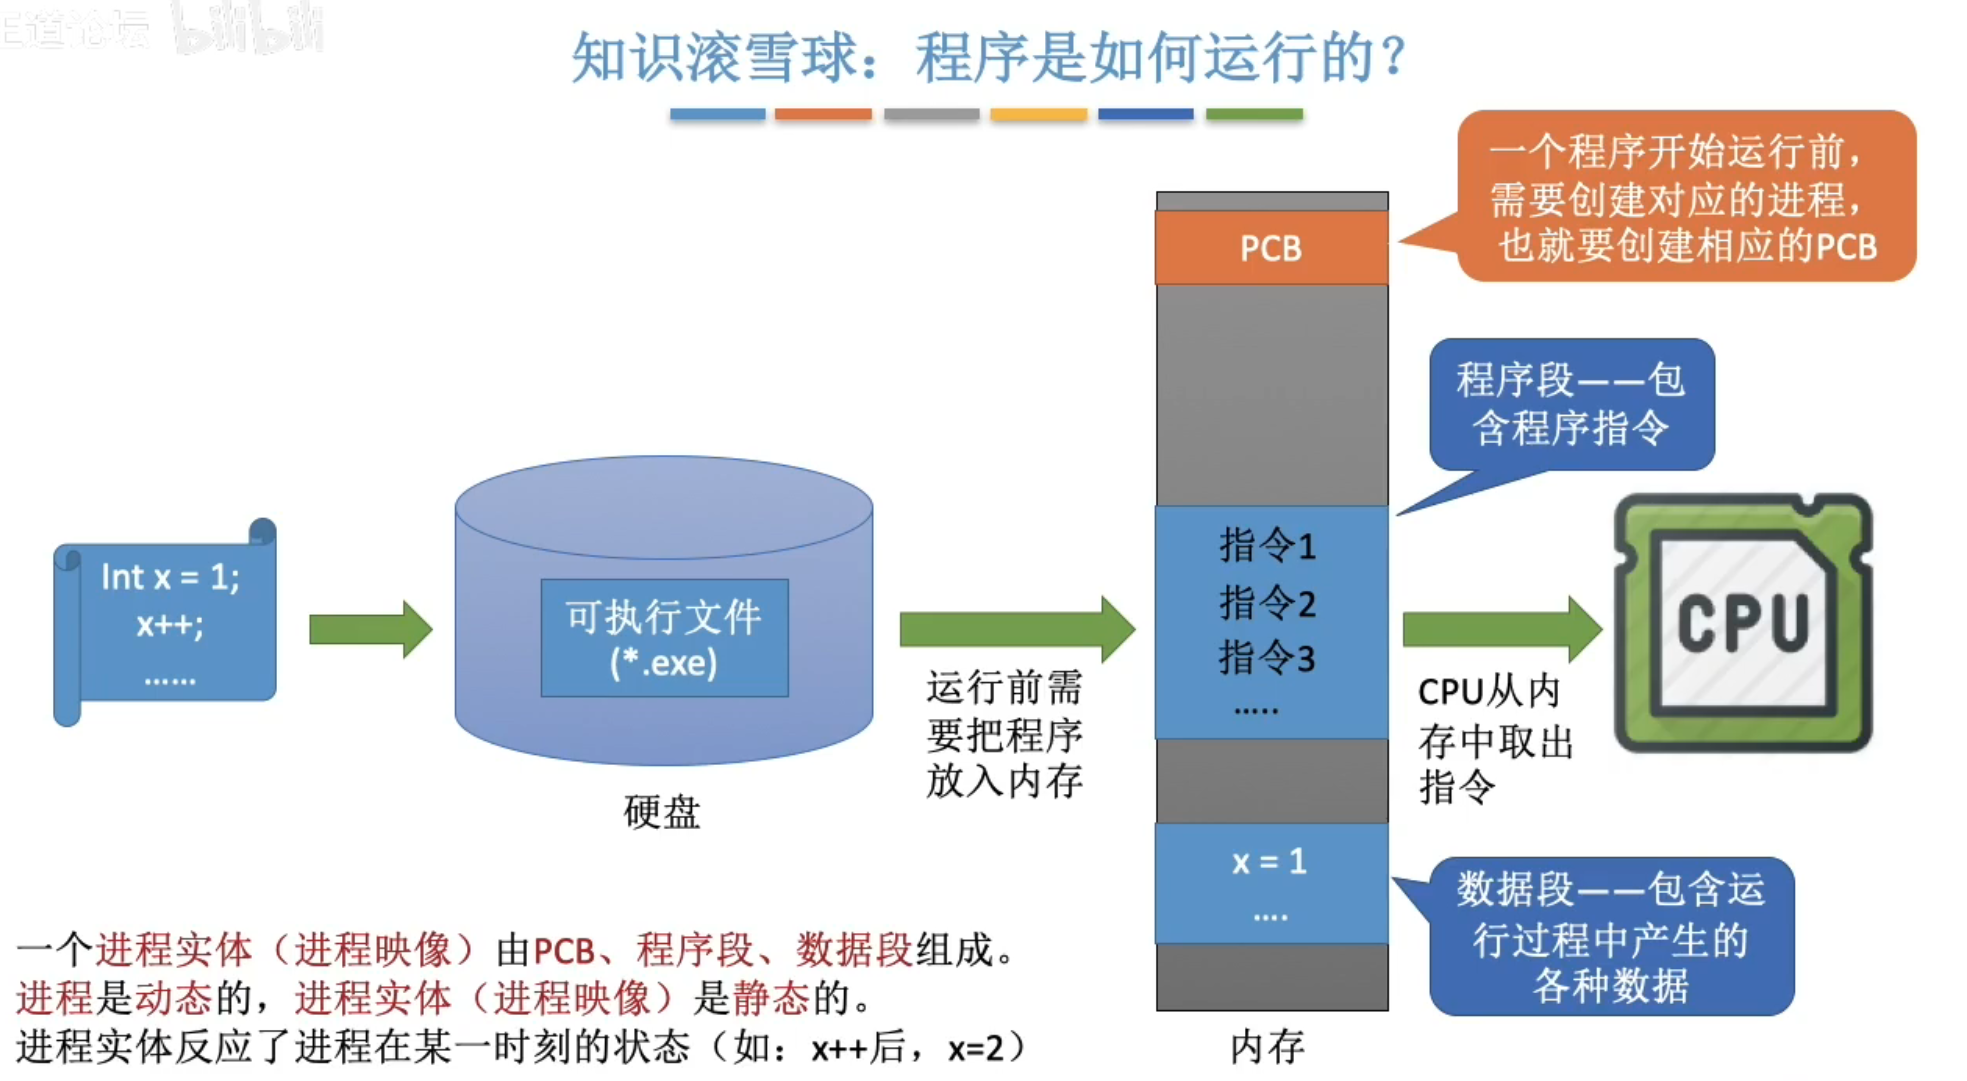 王道论坛 bilibili
知识滚雪球：程序是如何运行的？
一个程序开始运行前，
需要创建对应的进程，
也就要创建相应的PCB
PCB
程序段——包
含程序指令
Int x = 1;
x++;
......
可执行文件
(*.exe)
硬盘
运行前需
要把程序
放入内存
指令1
指令2
指令3
.....
CPU从内
存中取出
指令
CPU
x = 1
....
数据段——包含运
行过程中产生的
各种数据
内存
一个进程实体（进程映像）由PCB、程序段、数据段组成。
进程是动态的，进程实体（进程映像）是静态的。
进程实体反应了进程在某一时刻的状态（如：x++后，x=2）